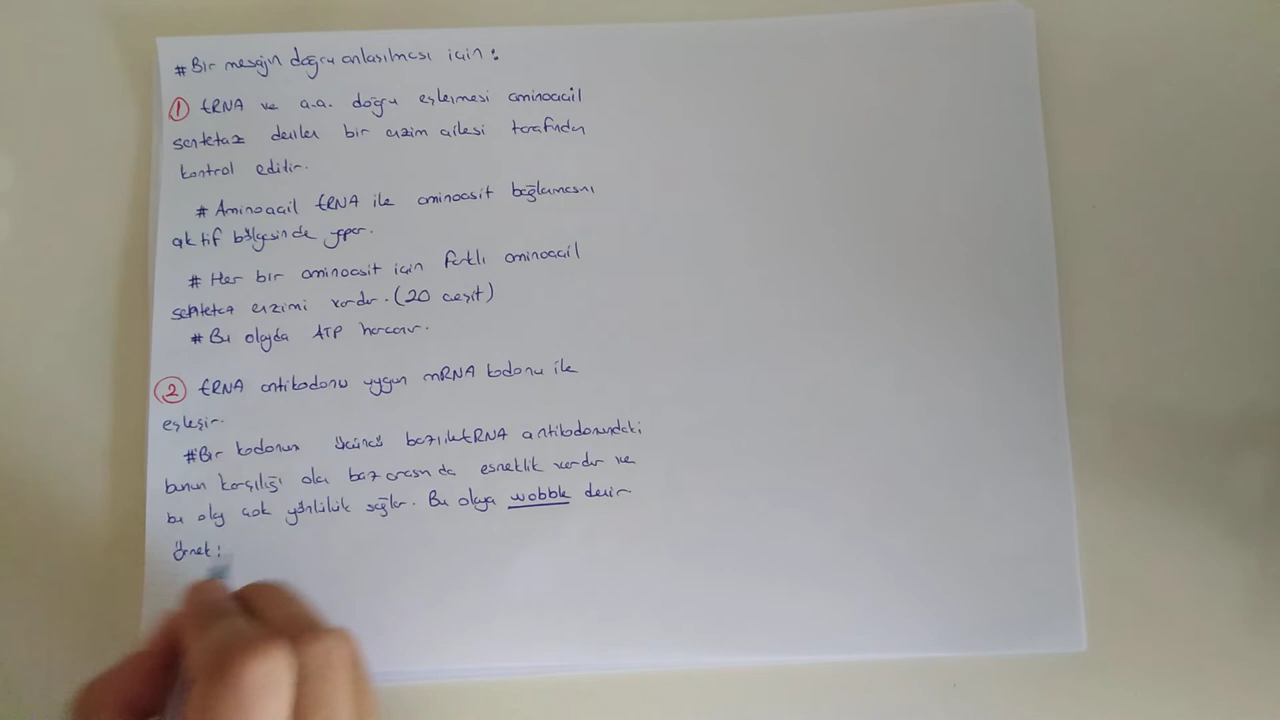 # Bir mesajın doğru anlaşılması için :
① tRNA ve a.a. doğru eşleşmesi aminoaçil
sentetaz denilen bir enzim ailesi tarafından
kontrol edilir.
# Aminoaçil tRNA ile aminoasit bağlanmasını
aktif bölgesinde yapar.
# Her bir aminoasit için farklı aminoaçil
sentetaz enzimi vardır. (20 çeşit)
# Bu olayda ATP harcanır.
② tRNA antikodonu uygun mRNA kodonu ile
eşleşir.
# Bir kodonun üçüncü bazı ile tRNA antikodonundaki
bunun karşılığı olan baz arasında esneklik vardır ve
bu olay çok yönlülük sağlar. Bu olaya wobble denir
Örnek :